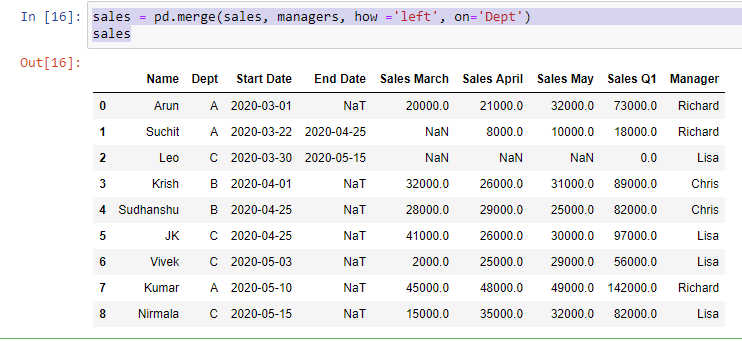 In [16]: sales = pd.merge(sales, managers, how ='left', on='Dept')
sales
Out[16]:
Name Dept Start Date End Date Sales March Sales April Sales May Sales Q1 Manager
0 Arun A 2020-03-01 NaT 20000.0 21000.0 32000.0 73000.0 Richard
1 Suchit A 2020-03-22 2020-04-25 NaN 8000.0 10000.0 18000.0 Richard
2 Leo C 2020-03-30 2020-05-15 NaN NaN NaN 0.0 Lisa
3 Krish B 2020-04-01 NaT 32000.0 26000.0 31000.0 89000.0 Chris
4 Sudhanshu B 2020-04-25 NaT 28000.0 29000.0 25000.0 82000.0 Chris
5 JK C 2020-04-25 NaT 41000.0 26000.0 30000.0 97000.0 Lisa
6 Vivek C 2020-05-03 NaT 2000.0 25000.0 29000.0 56000.0 Lisa
7 Kumar A 2020-05-10 NaT 45000.0 48000.0 49000.0 142000.0 Richard
8 Nirmala C 2020-05-15 NaT 15000.0 35000.0 32000.0 82000.0 Lisa